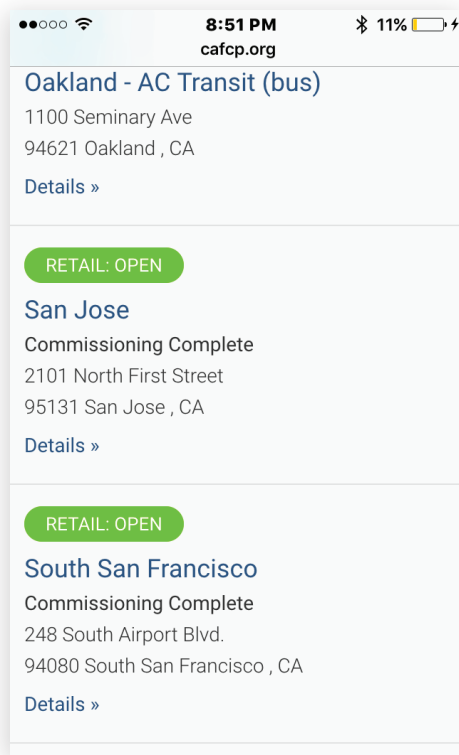 8:51 PM
11%
cafcp.org
Oakland - AC Transit (bus)
1100 Seminary Ave
94621 Oakland , CA
Details »
RETAIL: OPEN
San Jose
Commissioning Complete
2101 North First Street
95131 San Jose , CA
Details »
RETAIL: OPEN
South San Francisco
Commissioning Complete
248 South Airport Blvd.
94080 South San Francisco , CA
Details »